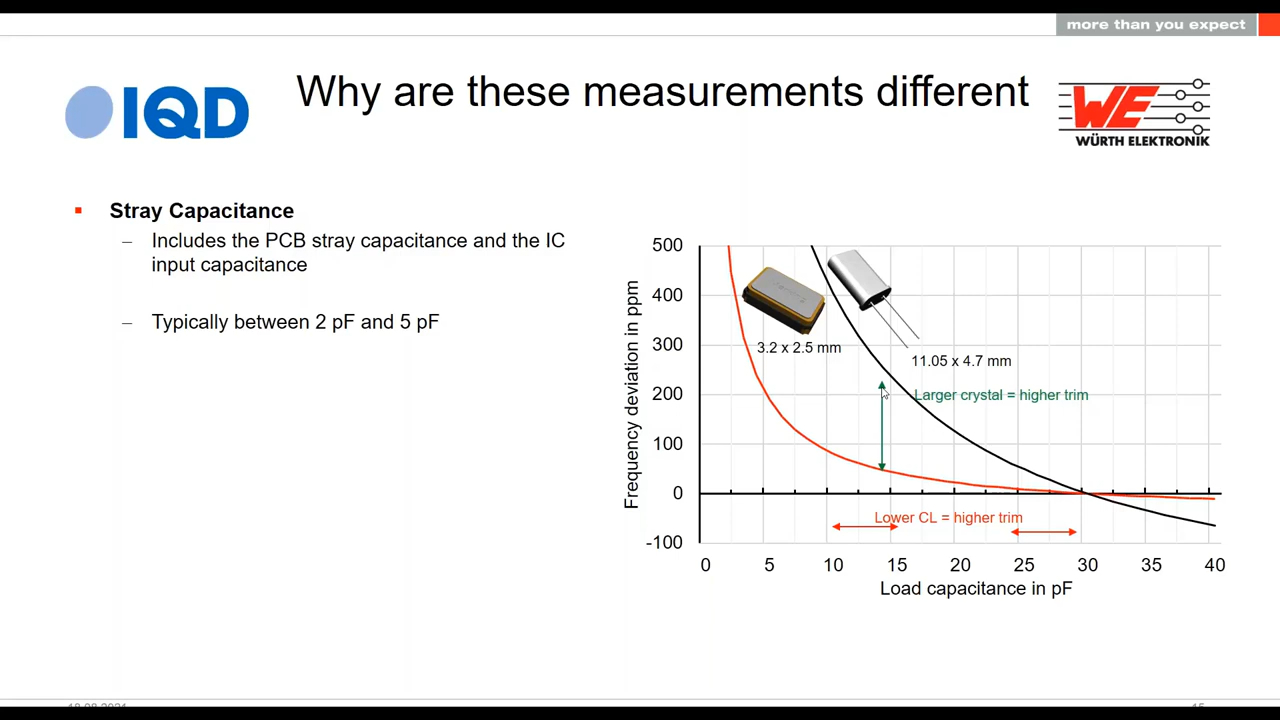 more than you expect
IQD
Why are these measurements different
WE
WÜRTH ELEKTRONIK
Stray Capacitance
– Includes the PCB stray capacitance and the IC
input capacitance
– Typically between 2 pF and 5 pF
Frequency deviation in ppm
500
400
300
200
100
0
-100
3.2 x 2.5 mm
11.05 x 4.7 mm
Larger crystal = higher trim
Lower CL = higher trim
0 5 10 15 20 25 30 35 40
Load capacitance in pF